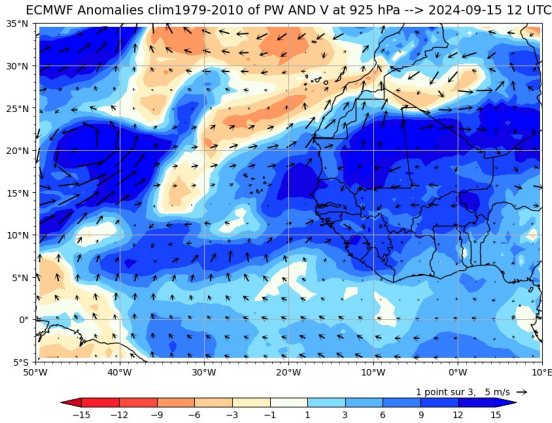 ECMWF Anomalies clim1979-2010 of PW AND V at 925 hPa --> 2024-09-15 12 UTC
35°N
30°N
25°N
20°N
15°N
10°N
5°N
0°
5°S
50°W 40°W 30°W 20°W 10°W 0°W 10°E
1 point sur 3, 5 m/s
−15 −12 −9 −6 −3 −1 1 3 6 9 12 15